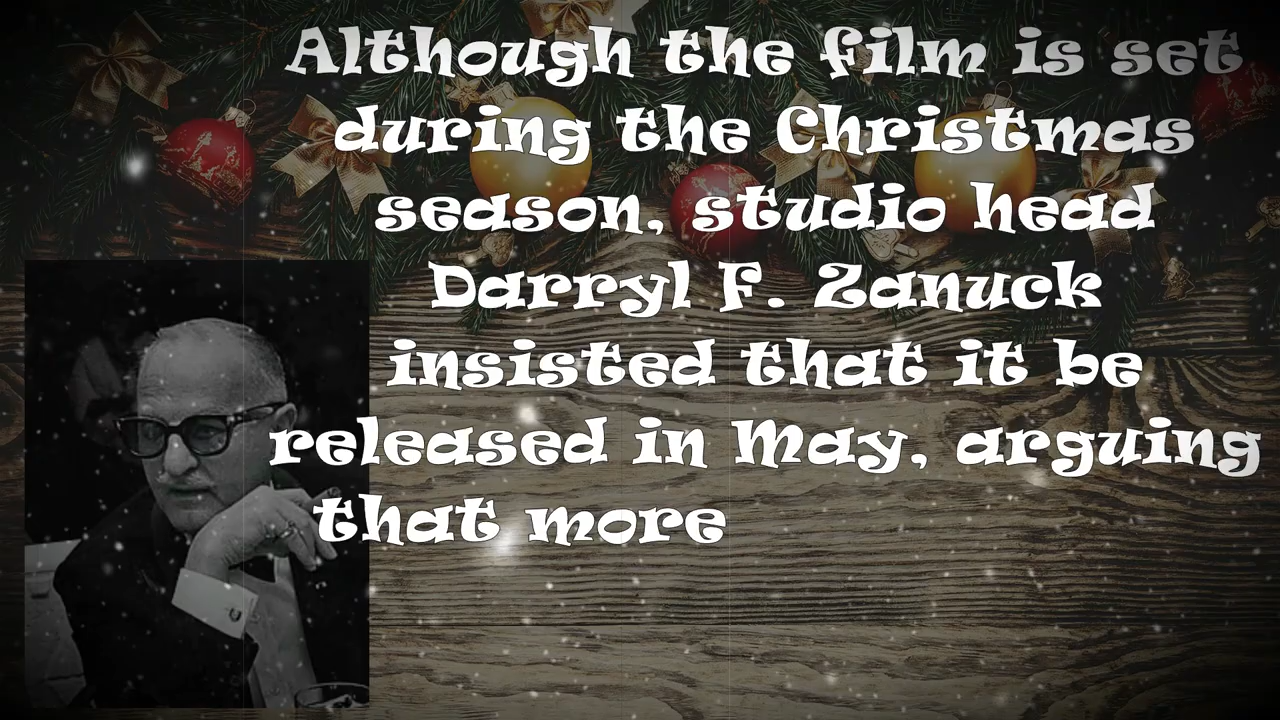 Although the film is set
during the Christmas
season, studio head
Darryl F. Zanuck
insisted that it be
released in May, arguing
that more